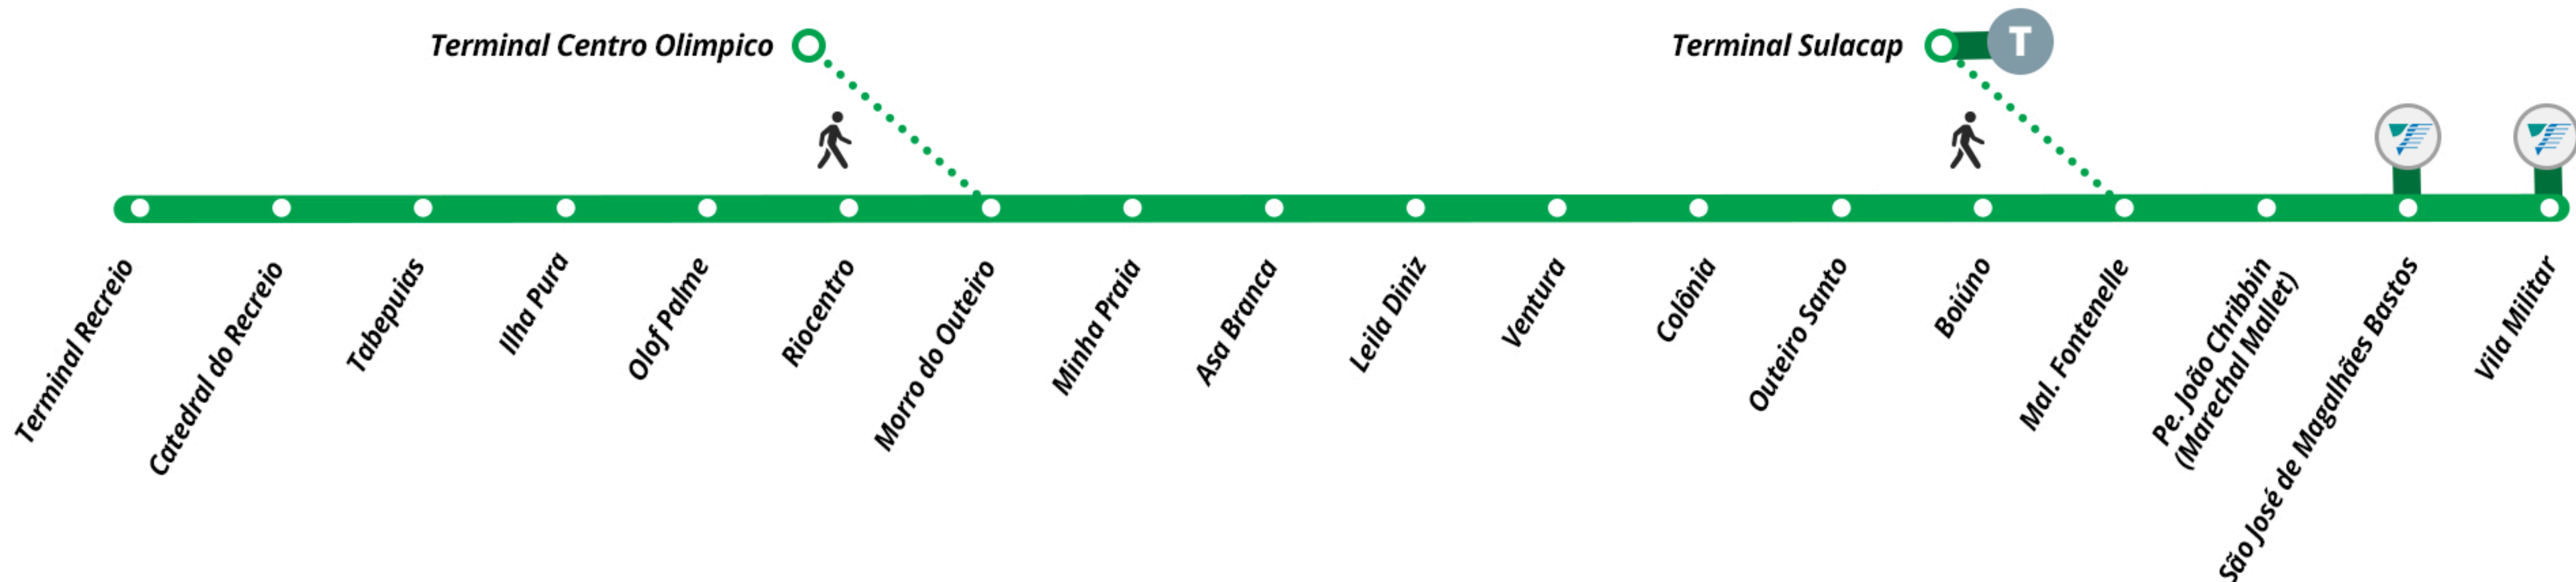 Terminal Centro Olimpico
Terminal Sulacap
T
Terminal Recreio
Catedral do Recreio
Tabepuias
Ilha Pura
Olof Palme
Riocentro
Morro do Outeiro
Minha Praia
Asa Branca
Leila Diniz
Ventura
Colônia
Outeiro Santo
Boiúno
Mal. Fontenelle
Pe. João Chribbin
(Marechal Mallet)
São José de Magalhães Bastos
Vila Militar